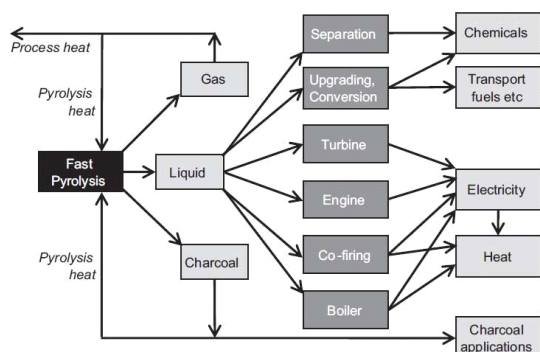 Process heat
Pyrolysis
heat
Fast
Pyrolysis
Pyrolysis
heat
Gas
Liquid
Charcoal
Separation
Upgrading,
Conversion
Turbine
Engine
Co-firing
Boiler
Chemicals
Transport
fuels etc
Electricity
Heat
Charcoal
applications